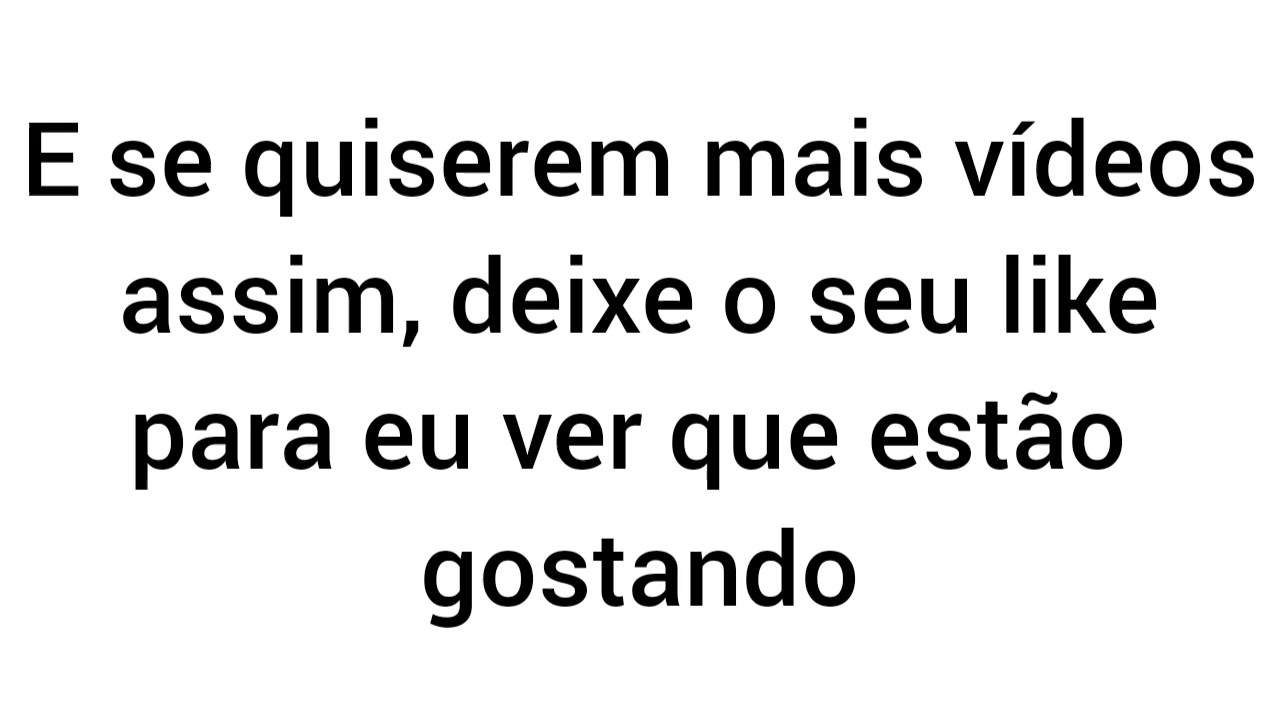 E se quiserem mais vídeos
assim, deixe o seu like
para eu ver que estão
gostando